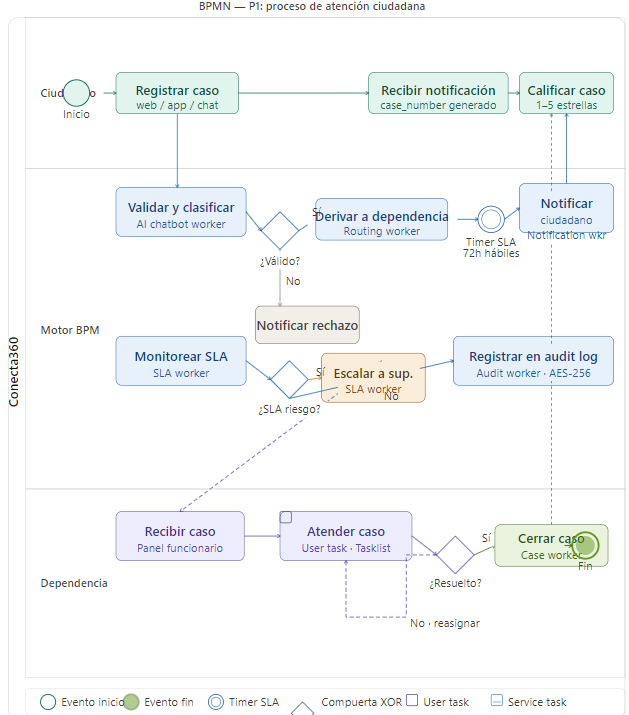 BPMN — P1: proceso de atención ciudadana
Registrar caso
web / app / chat
Recibir notificación
case_number generado
Calificar caso
1–5 estrellas
Inicio
Validar y clasificar
AI chatbot worker
¿Válido?
Sí
Derivar a dependencia
Routing worker
Timer SLA
72h hábiles
Notificar
ciudadano
Notification wkr
No
Notificar rechazo
Motor BPM
Conecta360
Monitorear SLA
SLA worker
¿SLA riesgo?
Sí
Escalar a sup.
SLA worker
No
Registrar en audit log
Audit worker · AES-256
Recibir caso
Panel funcionario
Atender caso
User task · Tasklist
¿Resuelto?
Sí
Cerrar caso
Case worker
Fin
Dependencia
No · reasignar
Evento inicio
Evento fin
Timer SLA
Compuerta XOR
User task
Service task